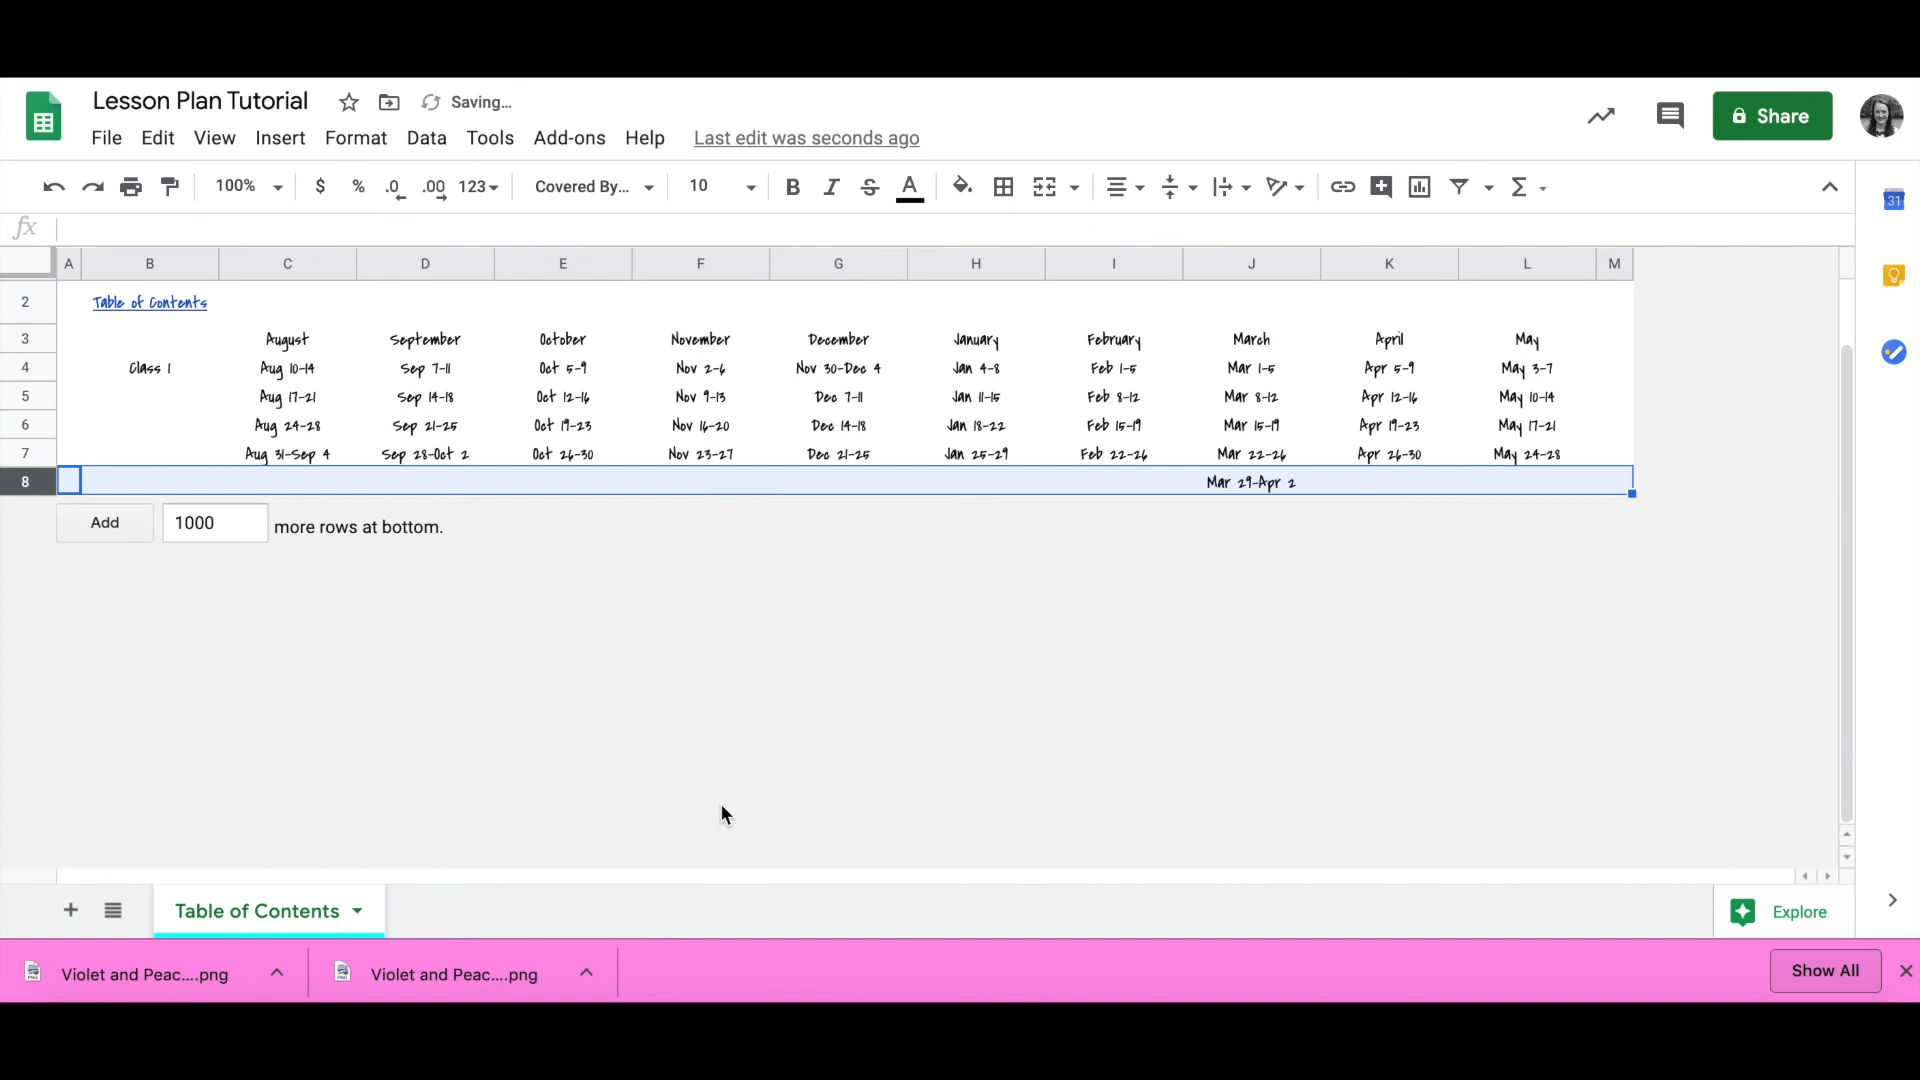 Lesson Plan Tutorial Saving...
File Edit View Insert Format Data Tools Add-ons Help Last edit was seconds ago
Share
100% $ % .0 .00 123 Covered By... 10 B I S A Σ
31
fx
A B C D E F G H I J K L M
2 Table of Contents
3 August September October November December January February March April May
4 Class 1 Aug 10-14 Sep 7-11 Oct 5-9 Nov 2-6 Nov 30-Dec 4 Jan 4-8 Feb 1-5 Mar 1-5 Apr 5-9 May 3-7
5 Aug 17-21 Sep 14-18 Oct 12-16 Nov 9-13 Dec 7-11 Jan 11-15 Feb 8-12 Mar 8-12 Apr 12-16 May 10-14
6 Aug 24-28 Sep 21-25 Oct 19-23 Nov 16-20 Dec 14-18 Jan 18-22 Feb 15-19 Mar 15-19 Apr 19-23 May 17-21
7 Aug 31-Sep 4 Sep 28-Oct 2 Oct 26-30 Nov 23-27 Dec 21-25 Jan 25-29 Feb 22-26 Mar 22-26 Apr 26-30 May 24-28
8 Mar 29-Apr 2
Add 1000 more rows at bottom.
Table of Contents
Explore
Violet and Peac....png Violet and Peac....png Show All